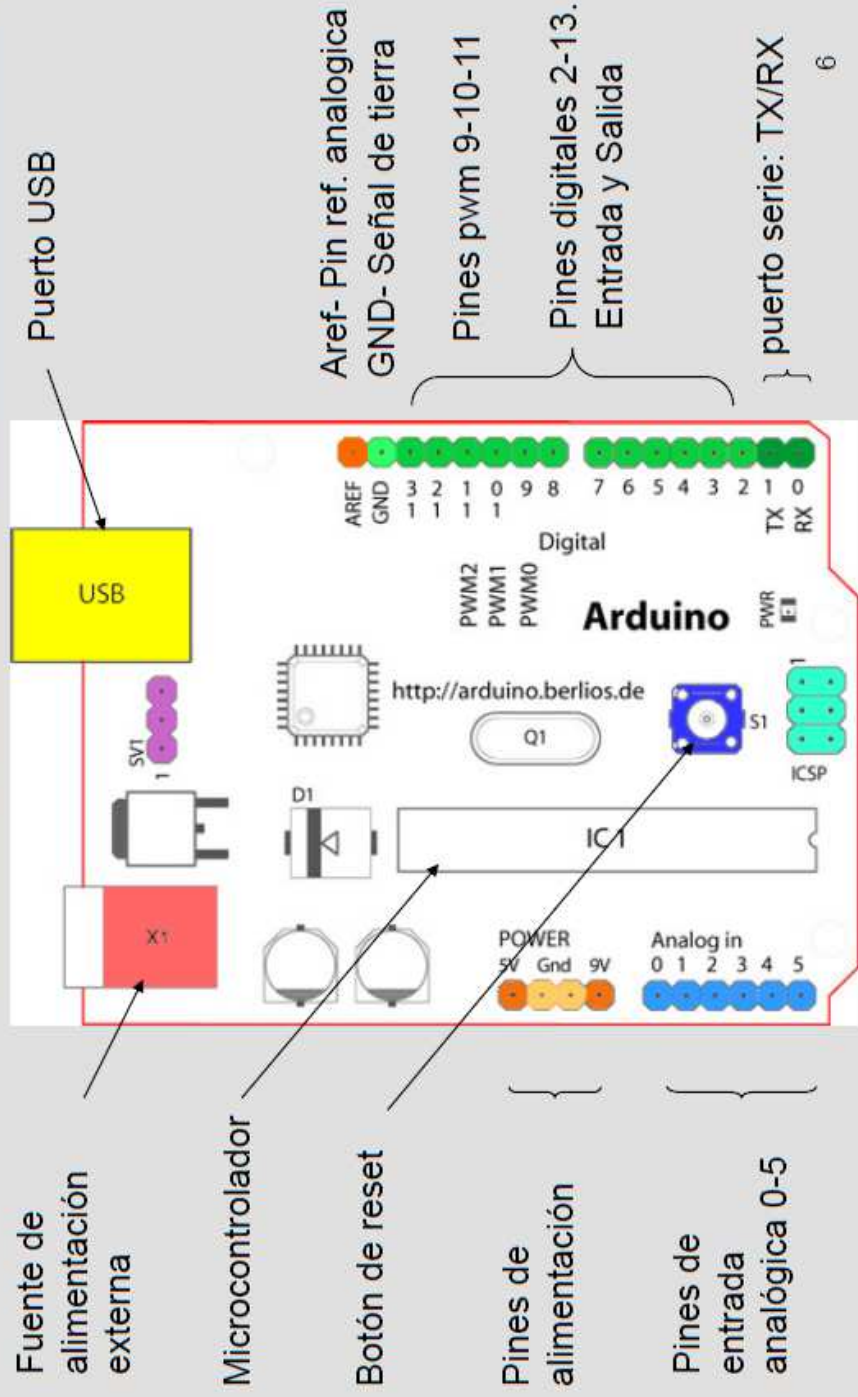 Fuente de
alimentación
externa
Microcontrolador
Botón de reset
Pines de
alimentación
Pines de
entrada
analógica 0-5
Puerto USB
Aref- Pin ref. analogica
GND- Señal de tierra
Pines pwm 9-10-11
Pines digitales 2-13.
Entrada y Salida
puerto serie: TX/RX
6
USB
X1
SV1
1
D1
http://arduino.berlios.de
Q1
IC 1
S1
ICSP
1
PWR
Arduino
PWM2
PWM1
PWM0
Digital
AREF
GND
13
12
11
10
9
8
7
6
5
4
3
2
TX 1
RX 0
POWER
5V Gnd 9V
Analog in
0 1 2 3 4 5